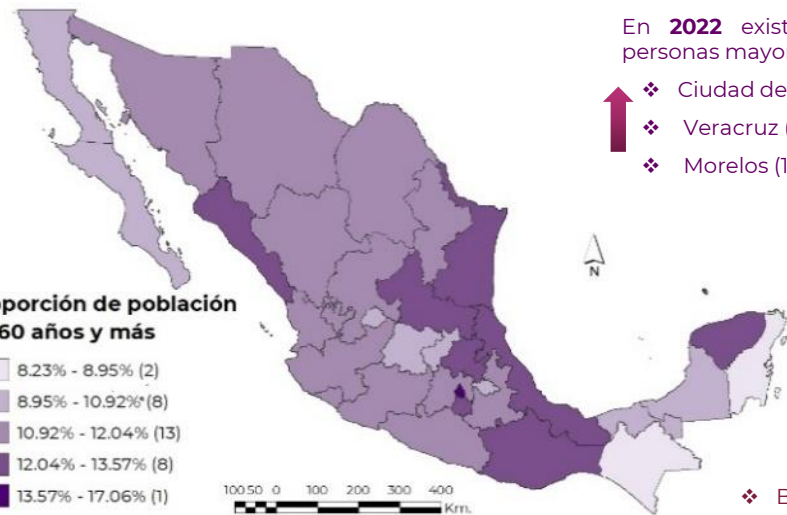 En 2022 exist
personas mayor
❖ Ciudad de
❖ Veracruz (
❖ Morelos (1
N
porción de población
60 años y más
8.23% - 8.95% (2)
8.95% - 10.92% (8)
10.92% - 12.04% (13)
12.04% - 13.57% (8)
13.57% - 17.06% (1)
100 50 0 100 200 300 400
Km.